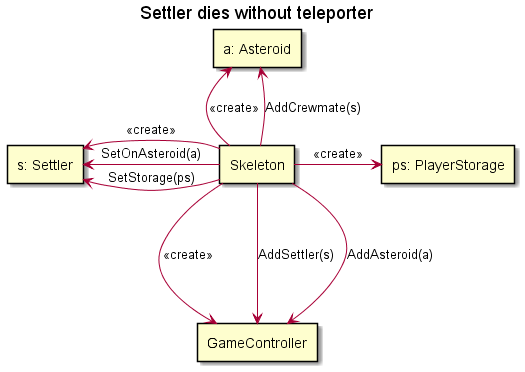 Settler dies without teleporter
a: Asteroid
«create»
AddCrewmate(s)
«create»
SetOnAsteroid(a)
SetStorage(ps)
s: Settler
Skeleton
«create»
ps: PlayerStorage
«create»
AddSettler(s)
AddAsteroid(a)
GameController